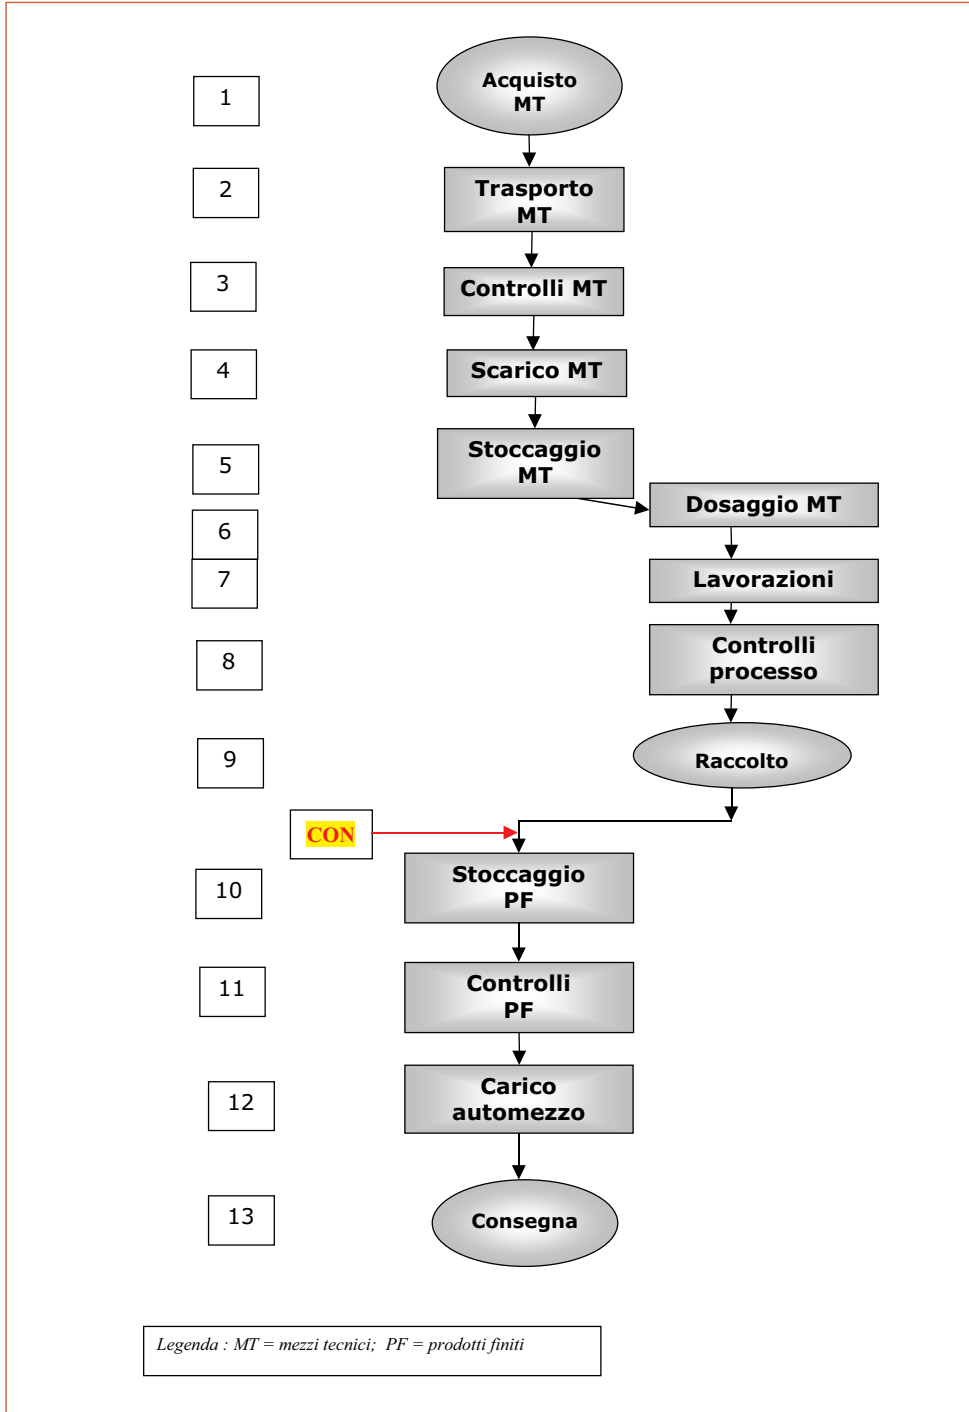 1
Acquisto
MT
2
Trasporto
MT
3
Controlli MT
4
Scarico MT
5
Stoccaggio
MT
6
Dosaggio MT
7
Lavorazioni
8
Controlli
processo
9
Raccolto
CON
10
Stoccaggio
PF
11
Controlli
PF
12
Carico
automezzo
13
Consegna
Legenda : MT = mezzi tecnici;  PF = prodotti finiti